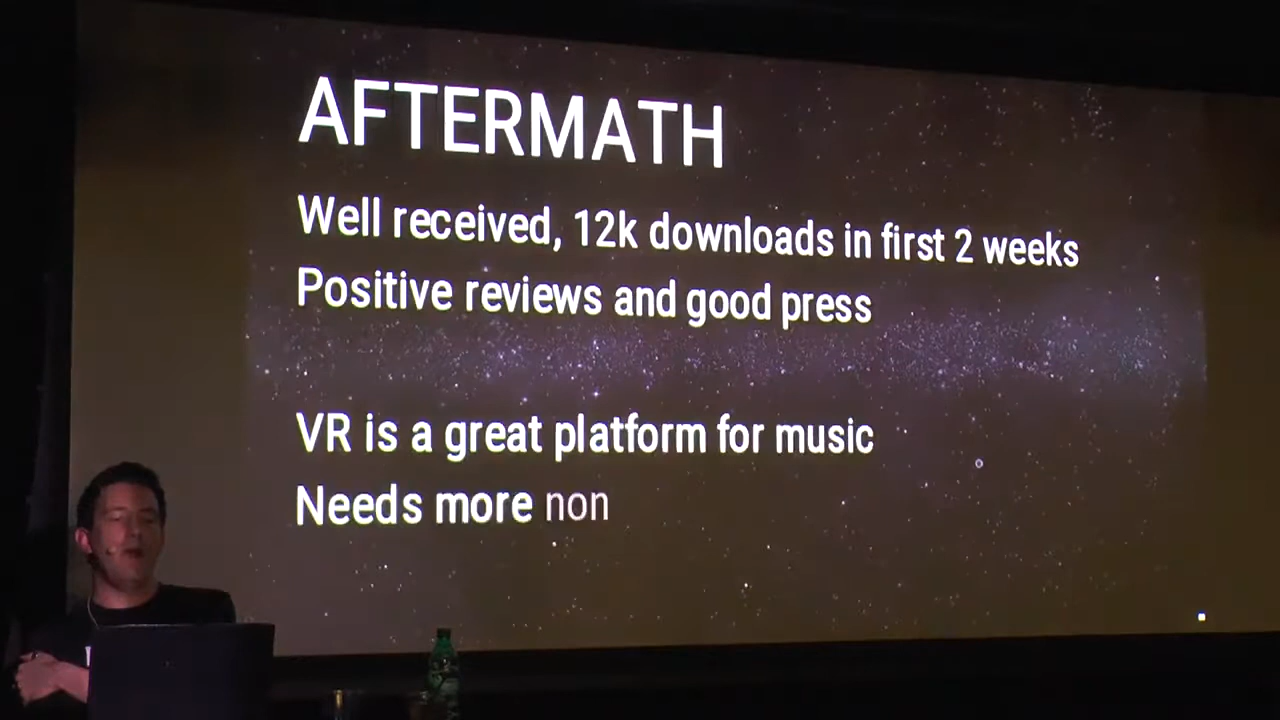 AFTERMATH
Well received, 12k downloads in first 2 weeks
Positive reviews and good press
VR is a great platform for music
Needs more non